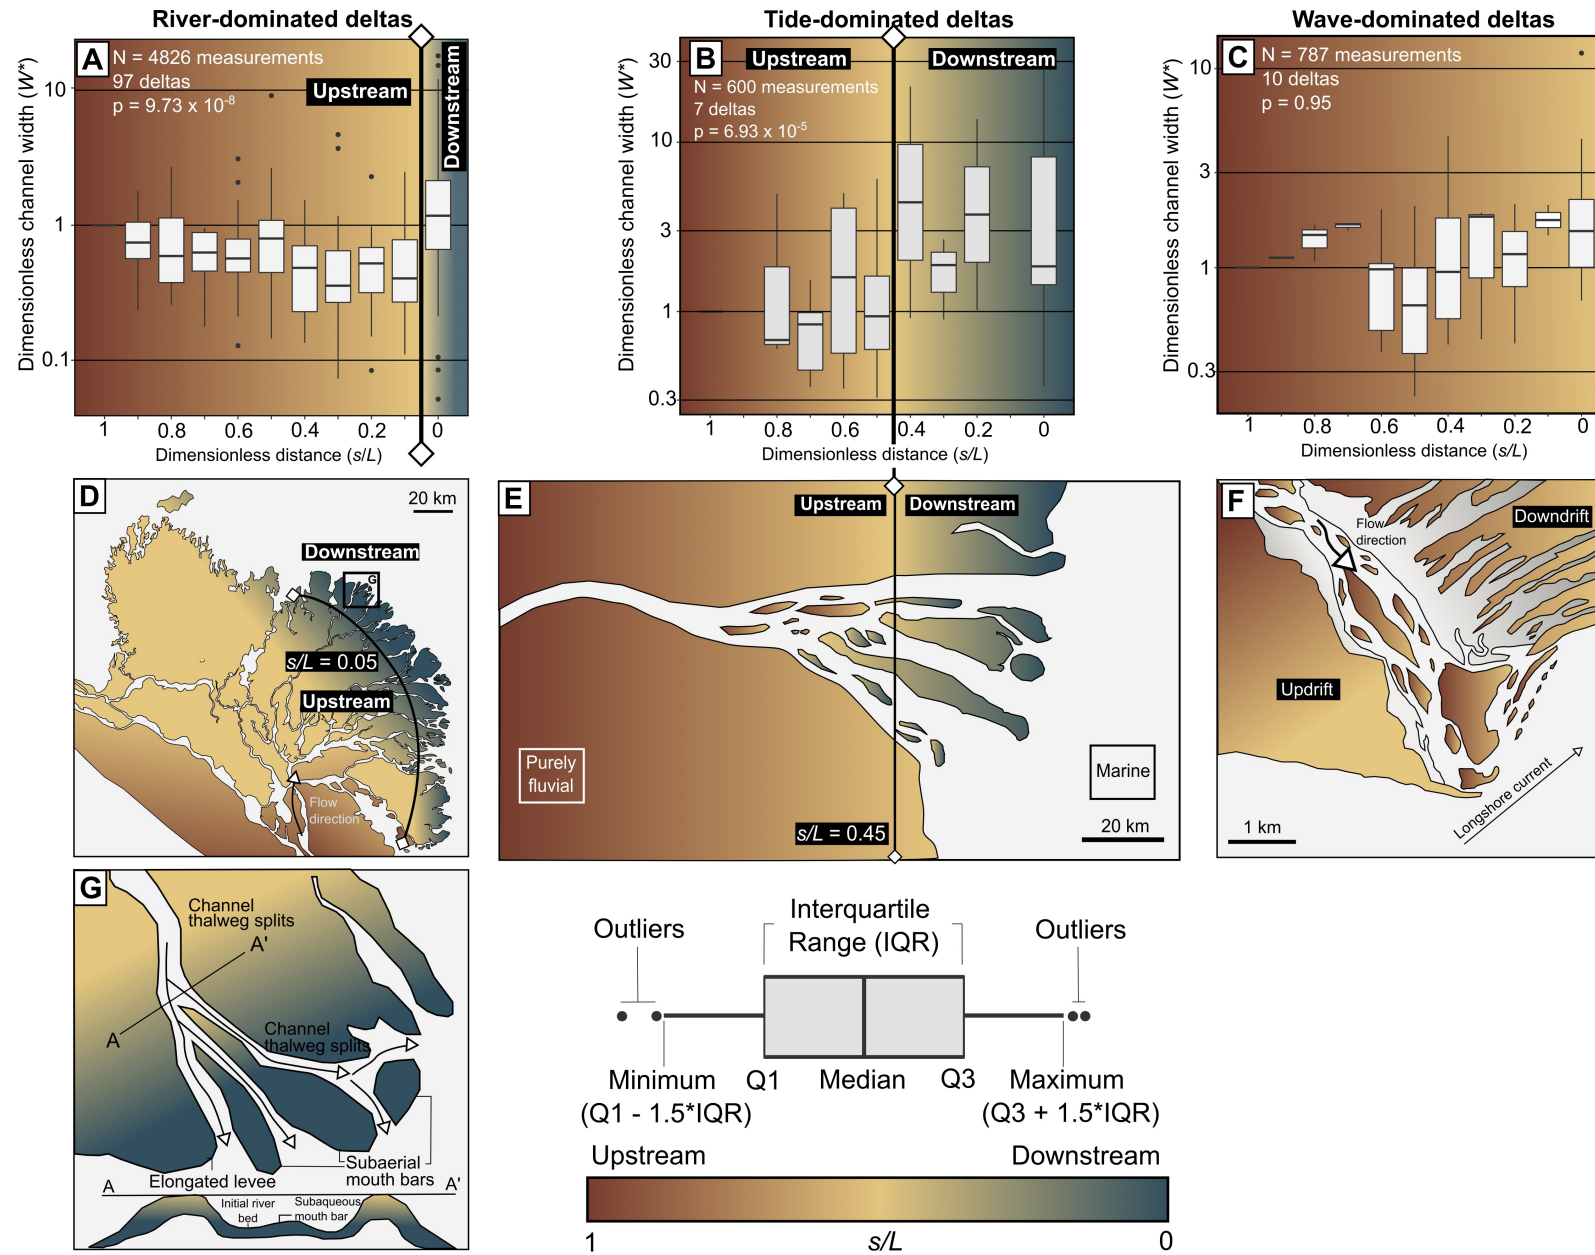 River-dominated deltas
A
N = 4826 measurements
97 deltas
p = 9.73 x 10-8
Upstream
Downstream
Dimensionless channel width (W*)
10
1
0.1
1
0.8
0.6
0.4
0.2
0
Dimensionless distance (s/L)
Tide-dominated deltas
B
Upstream
Downstream
N = 600 measurements
7 deltas
p = 6.93 x 10-5
Dimensionless channel width (W*)
30
10
3
1
0.3
1
0.8
0.6
0.4
0.2
0
Dimensionless distance (s/L)
Wave-dominated deltas
C
N = 787 measurements
10 deltas
p = 0.95
Dimensionless channel width (W*)
10
3
1
0.3
1
0.8
0.6
0.4
0.2
0
Dimensionless distance (s/L)
D
20 km
Downstream
G
s/L = 0.05
Upstream
Flow
direction
E
Upstream
Downstream
Purely
fluvial
Marine
s/L = 0.45
20 km
F
Flow
direction
Downdrift
Updrift
Longshore current
1 km
G
Channel
thalweg splits
A'
A
Channel
thalweg splits
Subaerial
mouth bars
Elongated levee
A
A'
Initial river
bed
Subaqueous
mouth bar
Outliers
Interquartile
Range (IQR)
Outliers
Minimum
(Q1 - 1.5*IQR)
Q1
Median
Q3
Maximum
(Q3 + 1.5*IQR)
Upstream
Downstream
1
s/L
0